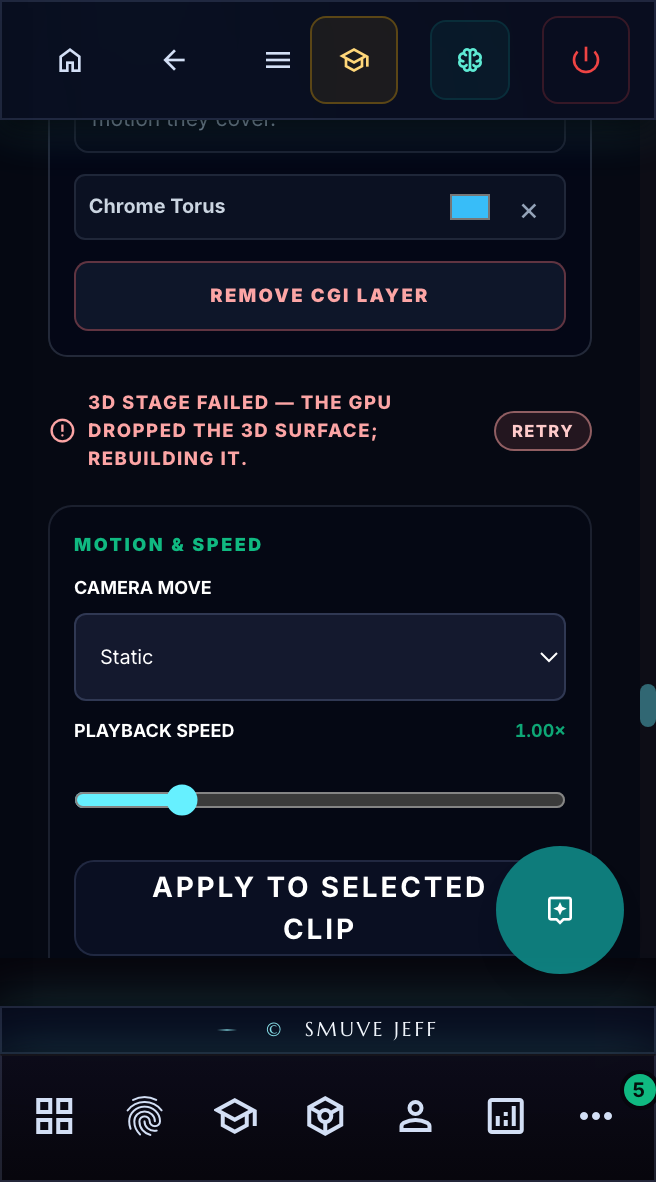 motion they cover.
Chrome Torus
REMOVE CGI LAYER
3D STAGE FAILED — THE GPU
DROPPED THE 3D SURFACE;
REBUILDING IT.
RETRY
MOTION & SPEED
CAMERA MOVE
Static
PLAYBACK SPEED
1.00×
APPLY TO SELECTED
CLIP
— © SMUVE JEFF
5